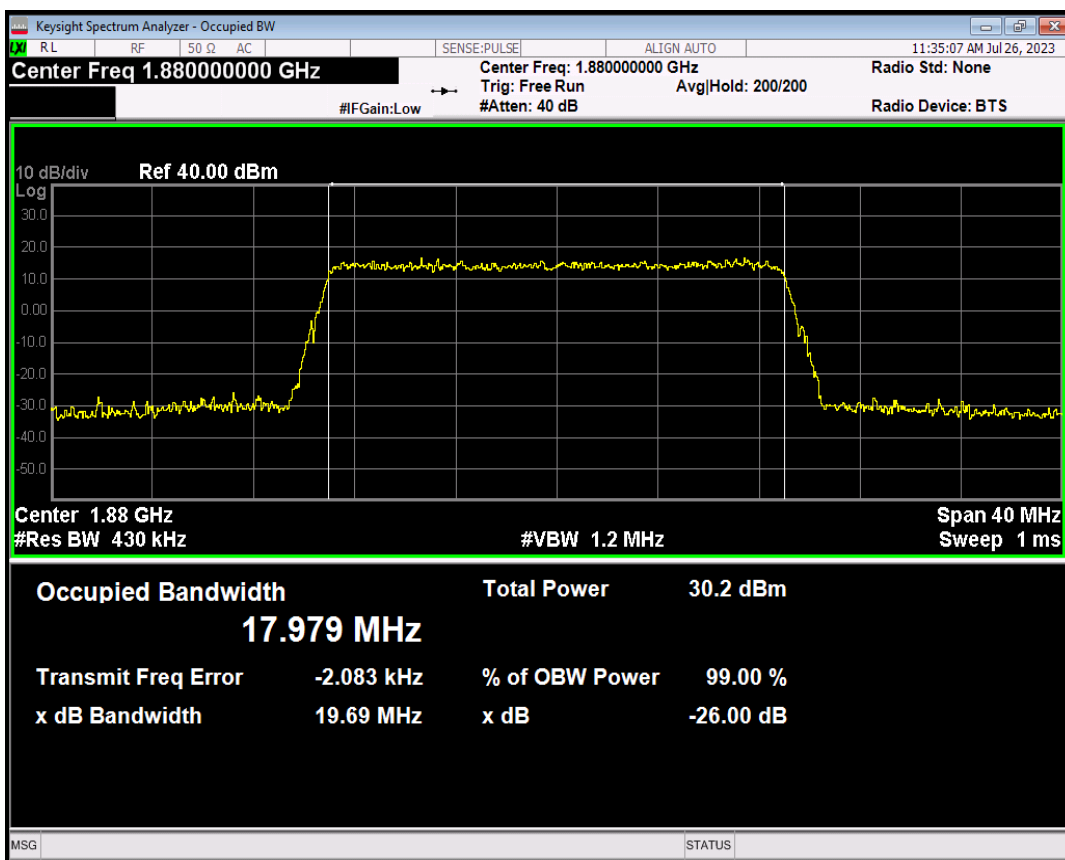 Keysight Spectrum Analyzer - Occupied BW
LXI RL RF 50 Ω AC SENSE:PULSE ALIGN AUTO 11:35:07 AM Jul 26, 2023
Center Freq 1.880000000 GHz Center Freq: 1.880000000 GHz Radio Std: None
Trig: Free Run Avg|Hold: 200/200
#IFGain:Low #Atten: 40 dB Radio Device: BTS
10 dB/div Ref 40.00 dBm
Log
30.0
20.0
10.0
0.00
-10.0
-20.0
-30.0
-40.0
-50.0
Center 1.88 GHz Span 40 MHz
#Res BW 430 kHz #VBW 1.2 MHz Sweep 1 ms
Occupied Bandwidth Total Power 30.2 dBm
17.979 MHz
Transmit Freq Error -2.083 kHz % of OBW Power 99.00 %
x dB Bandwidth 19.69 MHz x dB -26.00 dB
MSG STATUS